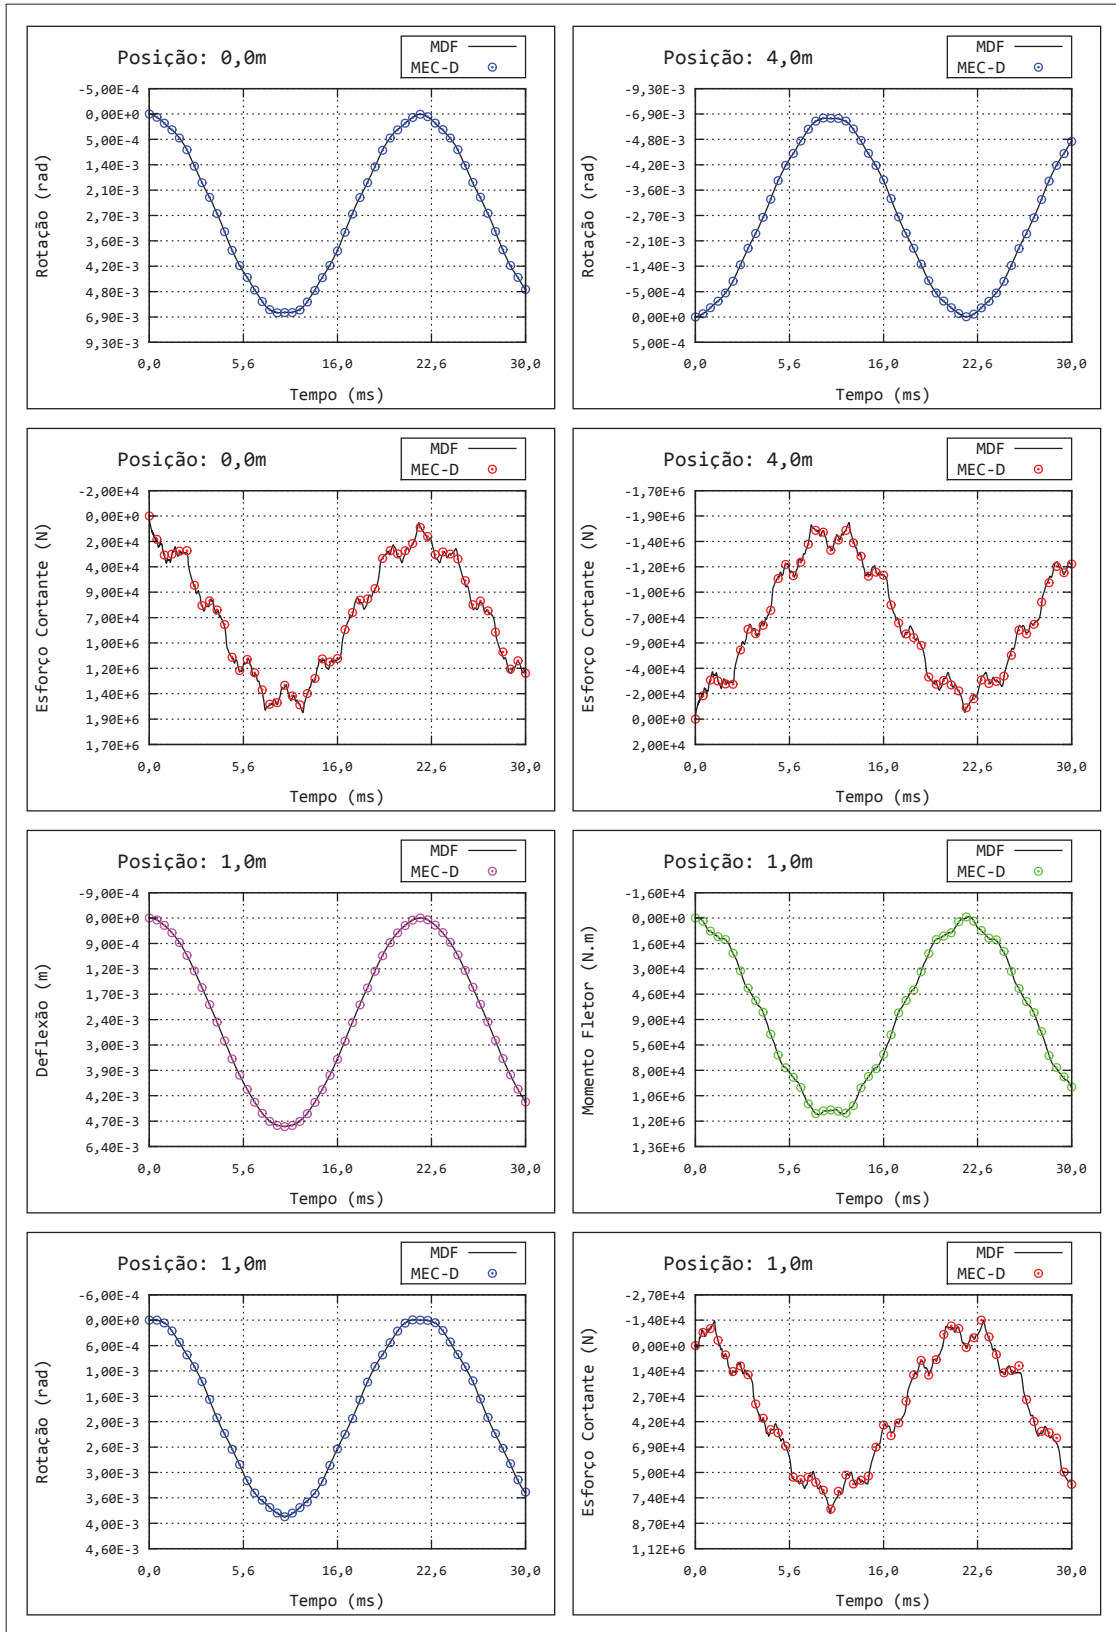 Posição: 0,0m
MDF
MEC-D
-5,00E-4
0,00E+0
5,00E-4
1,40E-3
2,10E-3
2,70E-3
3,60E-3
4,20E-3
4,80E-3
6,90E-3
9,30E-3
Rotação (rad)
0,0 5,6 16,0 22,6 30,0
Tempo (ms)
Posição: 4,0m
MDF
MEC-D
-9,30E-3
-6,90E-3
-4,80E-3
-4,20E-3
-3,60E-3
-2,70E-3
-2,10E-3
-1,40E-3
-5,00E-4
0,00E+0
5,00E-4
Rotação (rad)
0,0 5,6 16,0 22,6 30,0
Tempo (ms)
Posição: 0,0m
MDF
MEC-D
-2,00E+4
0,00E+0
2,00E+4
4,00E+4
9,00E+4
7,00E+4
1,00E+6
1,20E+6
1,40E+6
1,90E+6
1,70E+6
Esforço Cortante (N)
0,0 5,6 16,0 22,6 30,0
Tempo (ms)
Posição: 4,0m
MDF
MEC-D
-1,70E+6
-1,90E+6
-1,40E+6
-1,20E+6
-1,00E+6
-7,00E+4
-9,00E+4
-4,00E+4
-2,00E+4
0,00E+0
2,00E+4
Esforço Cortante (N)
0,0 5,6 16,0 22,6 30,0
Tempo (ms)
Posição: 1,0m
MDF
MEC-D
-9,00E-4
0,00E+0
9,00E-4
1,20E-3
1,70E-3
2,40E-3
3,00E-3
3,90E-3
4,20E-3
4,70E-3
6,40E-3
Deflexão (m)
0,0 5,6 16,0 22,6 30,0
Tempo (ms)
Posição: 1,0m
MDF
MEC-D
-1,60E+4
0,00E+0
1,60E+4
3,00E+4
4,60E+4
9,00E+4
5,60E+4
8,00E+4
1,06E+6
1,20E+6
1,36E+6
Momento Fletor (N.m)
0,0 5,6 16,0 22,6 30,0
Tempo (ms)
Posição: 1,0m
MDF
MEC-D
-6,00E-4
0,00E+0
6,00E-4
1,00E-3
1,60E-3
2,00E-3
2,60E-3
3,00E-3
3,60E-3
4,00E-3
4,60E-3
Rotação (rad)
0,0 5,6 16,0 22,6 30,0
Tempo (ms)
Posição: 1,0m
MDF
MEC-D
-2,70E+4
-1,40E+4
0,00E+0
1,40E+4
2,70E+4
4,20E+4
6,90E+4
5,00E+4
7,40E+4
8,70E+4
1,12E+6
Esforço Cortante (N)
0,0 5,6 16,0 22,6 30,0
Tempo (ms)